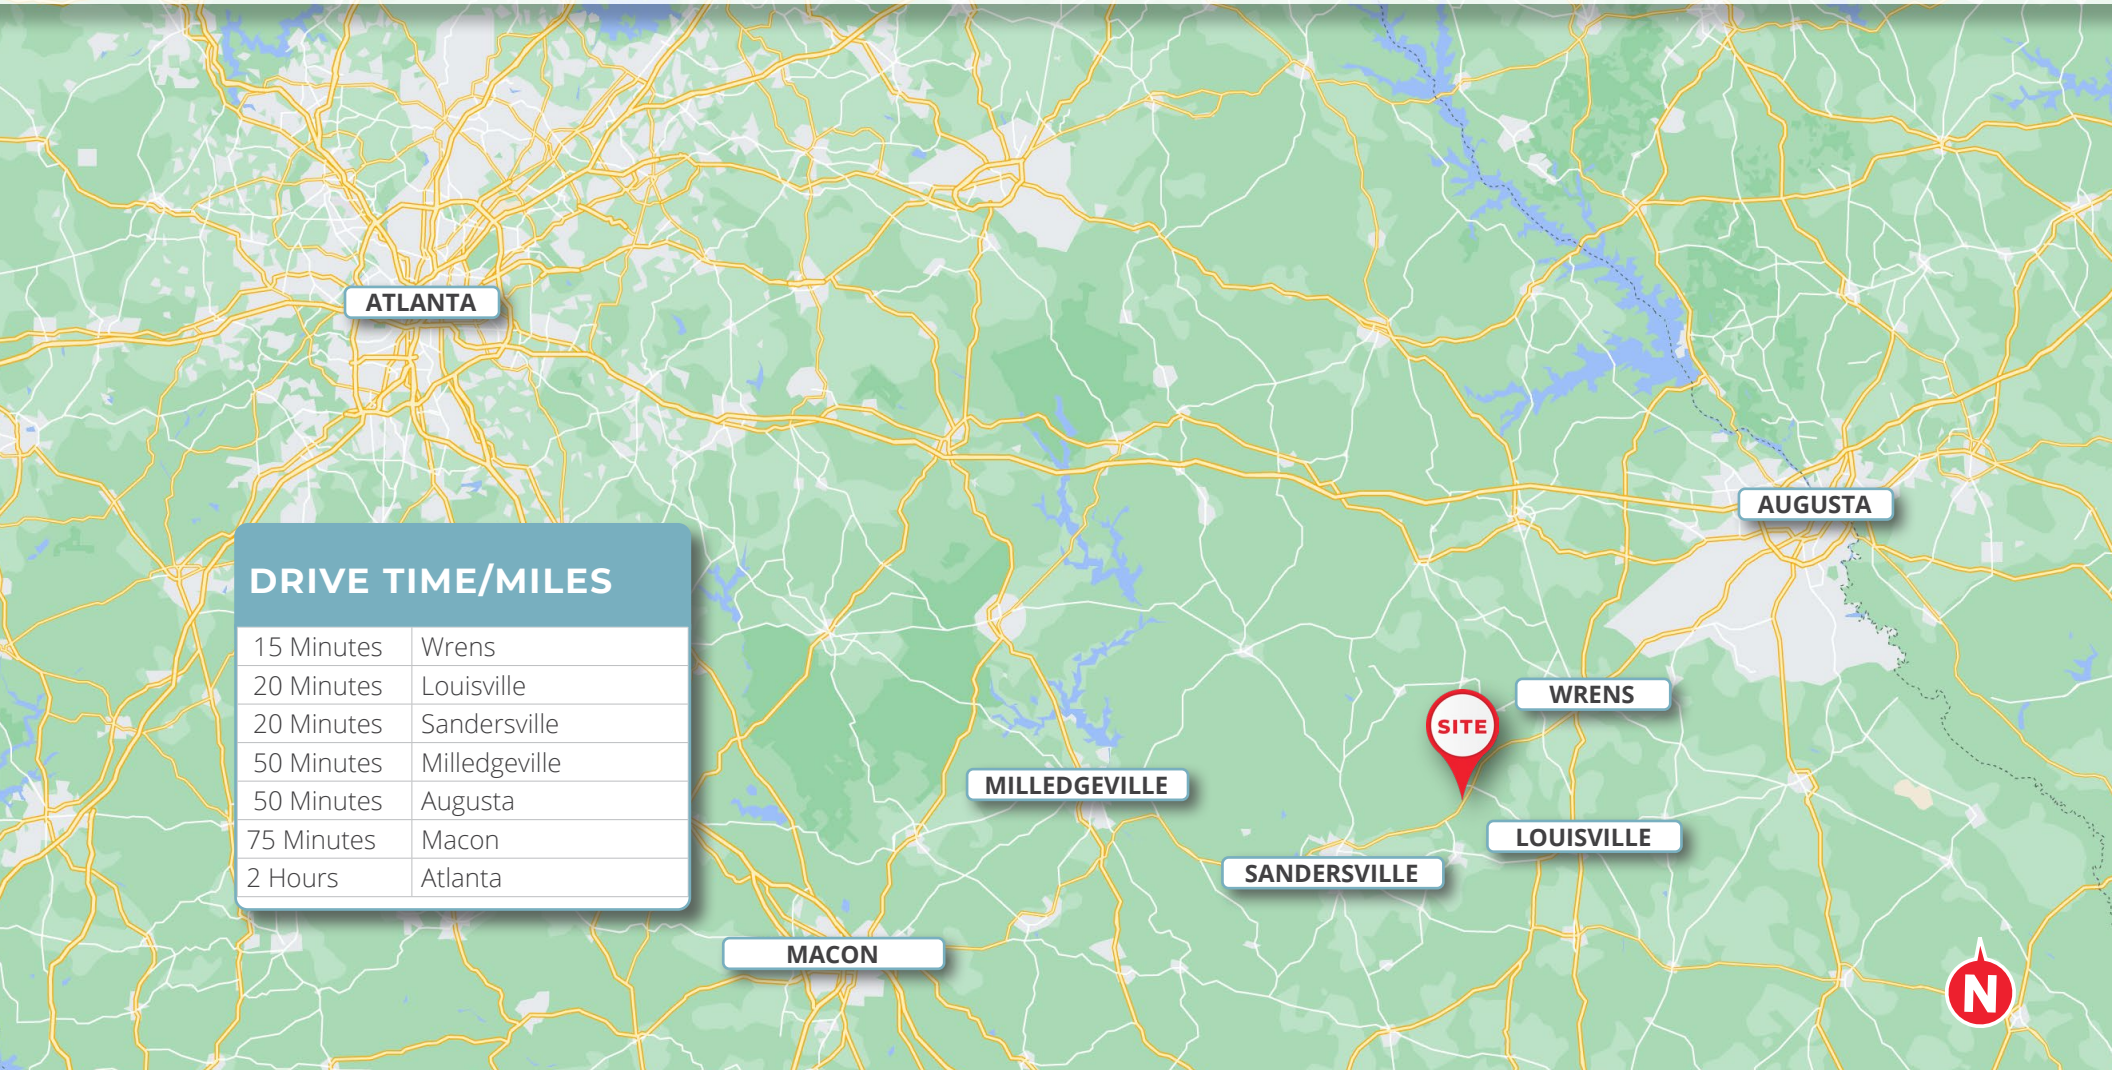 ATLANTA
AUGUSTA
DRIVE TIME/MILES
15 Minutes Wrens
20 Minutes Louisville
20 Minutes Sandersville
50 Minutes Milledgeville
50 Minutes Augusta
75 Minutes Macon
2 Hours Atlanta
WRENS
SITE
MILLEDGEVILLE
LOUISVILLE
SANDERSVILLE
MACON
N